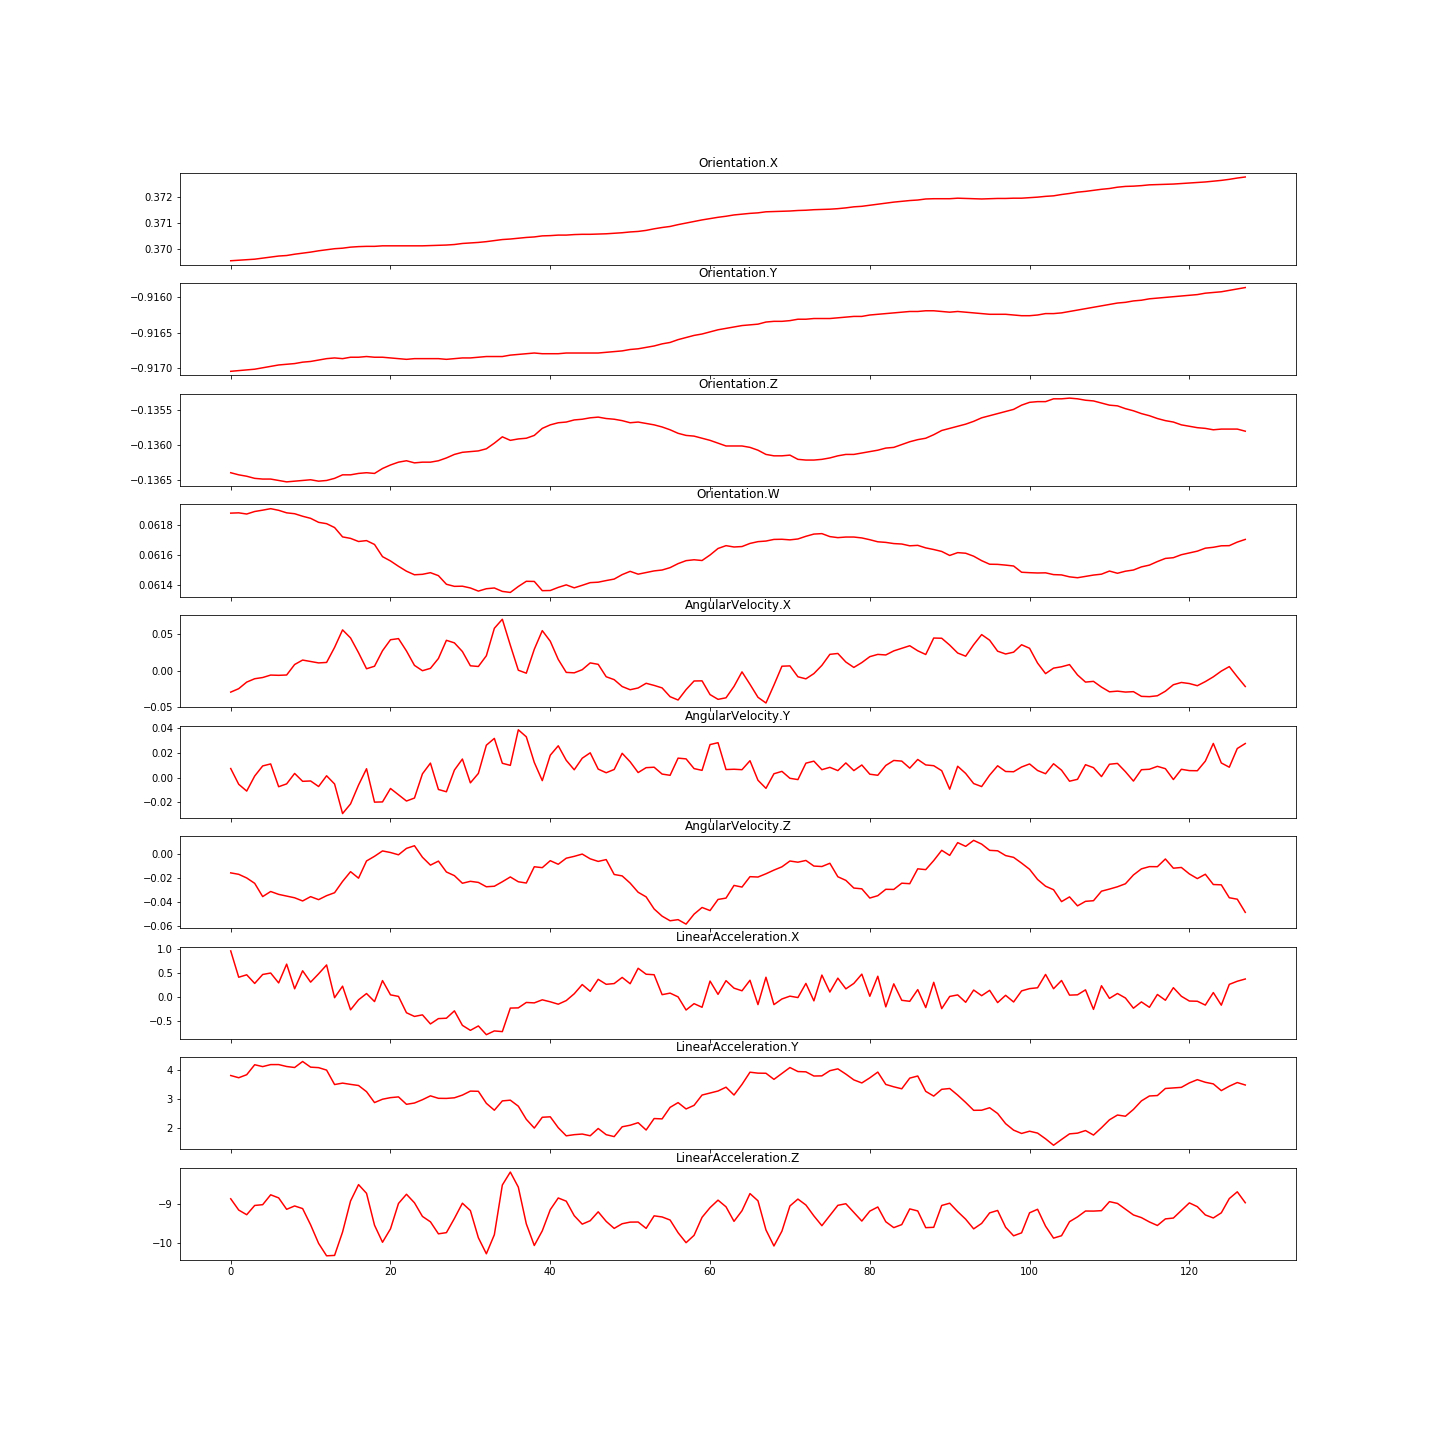 Orientation.X
0.372
0.371
0.370
Orientation.Y
−0.9160
−0.9165
−0.9170
Orientation.Z
−0.1355
−0.1360
−0.1365
Orientation.W
0.0618
0.0616
0.0614
AngularVelocity.X
0.05
0.00
−0.05
AngularVelocity.Y
0.04
0.02
0.00
−0.02
AngularVelocity.Z
0.00
−0.02
−0.04
−0.06
LinearAcceleration.X
1.0
0.5
0.0
−0.5
LinearAcceleration.Y
4
3
2
LinearAcceleration.Z
−9
−10
0 20 40 60 80 100 120